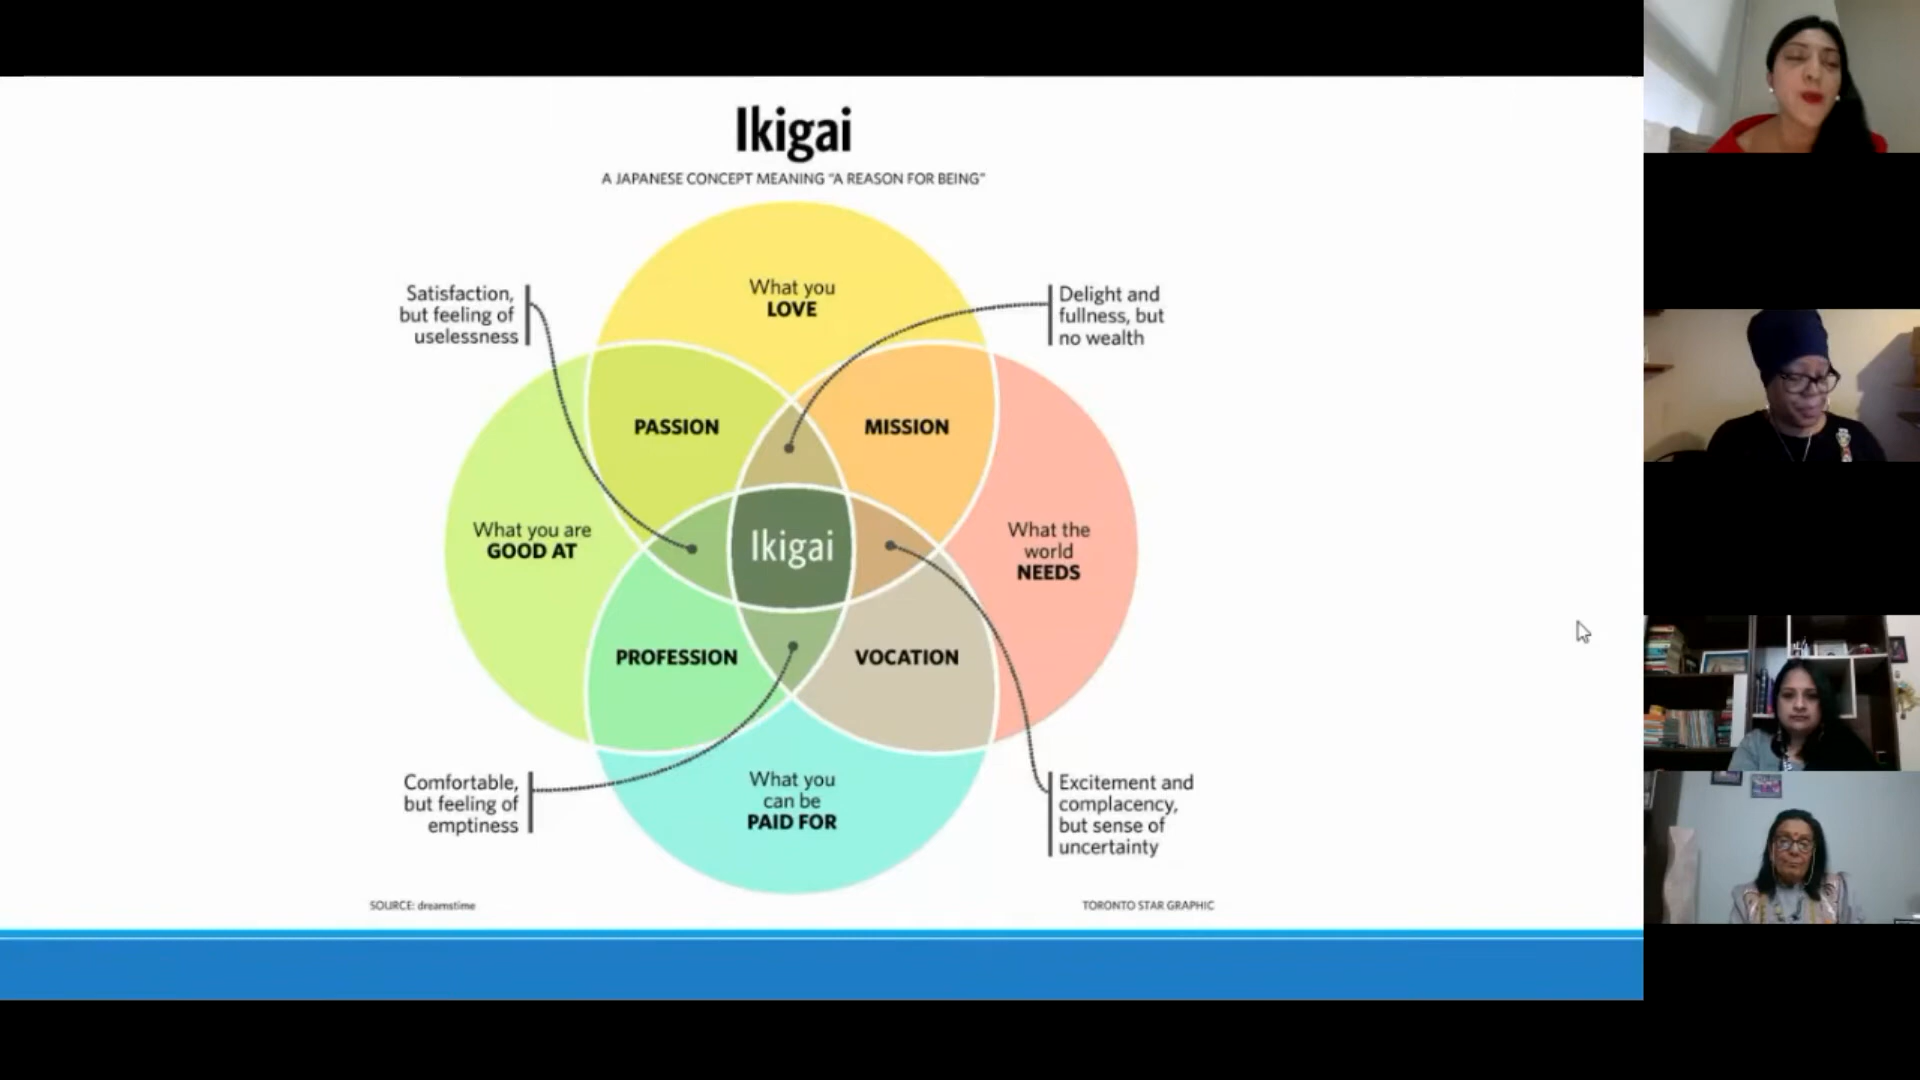 Ikigai
A JAPANESE CONCEPT MEANING "A REASON FOR BEING"
What you
LOVE
Satisfaction,
but feeling of
uselessness
Delight and
fullness, but
no wealth
PASSION
MISSION
What you are
GOOD AT
Ikigai
What the
world
NEEDS
PROFESSION
VOCATION
What you
can be
PAID FOR
Comfortable,
but feeling of
emptiness
Excitement and
complacency,
but sense of
uncertainty
SOURCE: dreamstime
TORONTO STAR GRAPHIC